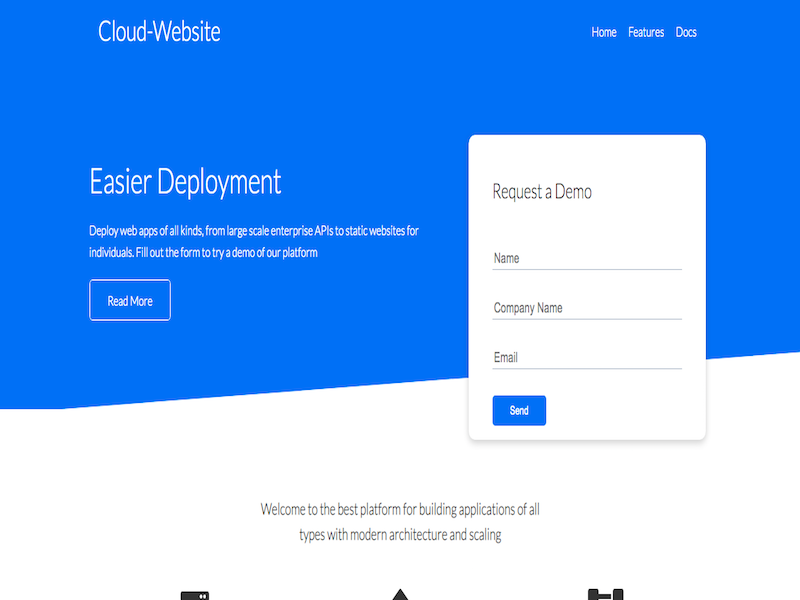 Cloud-Website
Home Features Docs
Easier Deployment
Deploy web apps of all kinds, from large scale enterprise APIs to static websites for
individuals. Fill out the form to try a demo of our platform
Read More
Request a Demo
Name
Company Name
Email
Send
Welcome to the best platform for building applications of all
types with modern architecture and scaling